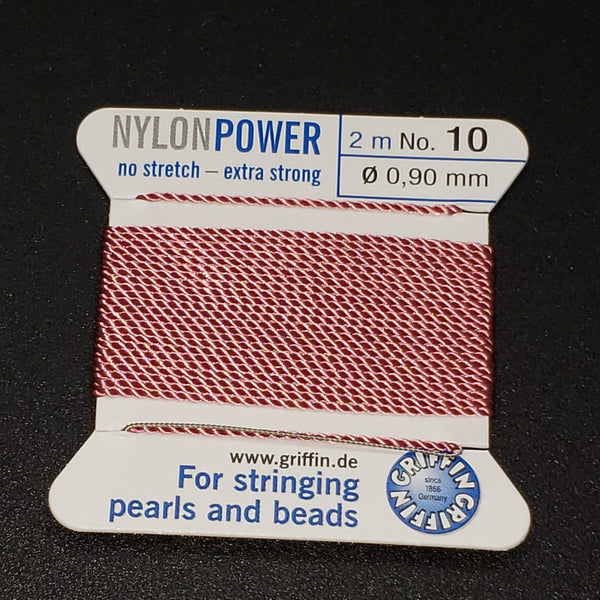 NYLONPOWER
no stretch – extra strong
2 m No. 10
Ø 0,90 mm
www.griffin.de
For stringing
pearls and beads
GRIFFIN GRIFFIN
since
1866
Germany